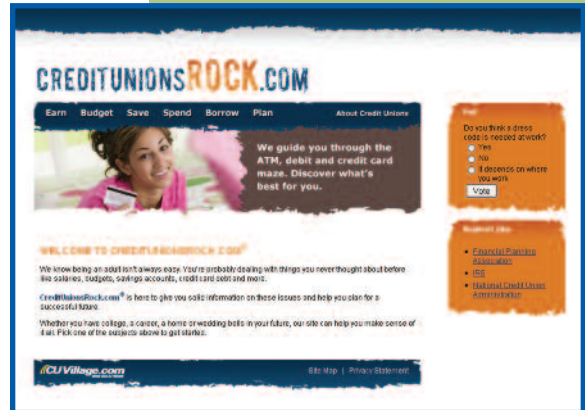 CREDITUNIONSROCK.COM
Earn Budget Save Spend Borrow Plan About Credit Unions
We guide you through the
ATM, debit and credit card
maze. Discover what's
best for you.
Do you think a dress
code is needed at work?
Yes
No
It depends on where
you work
Vote
Financial Planning
Association
IRS
National Credit Union
Administration
WELCOME TO CREDITUNIONSROCK.COM®
We know being an adult isn't always easy. You're probably dealing with things you never thought about before
like salaries, budgets, savings accounts, credit card debt and more.
CreditUnionsRock.com® is here to give you solid information on these issues and help you plan for a
successful future.
Whether you have college, a career, a home or wedding bells in your future, our site can help you make sense of
it all. Pick one of the subjects above to get started.
CUVillage.com
Site Map | Privacy Statement